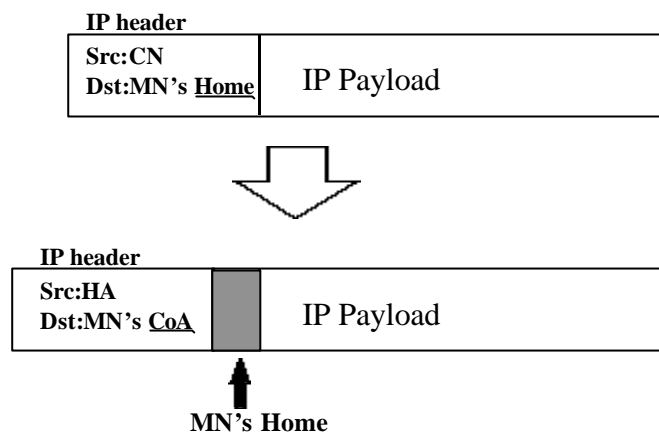 IP header
Src:CN
Dst:MN's Home
IP Payload
IP header
Src:HA
Dst:MN's CoA
IP Payload
MN's Home